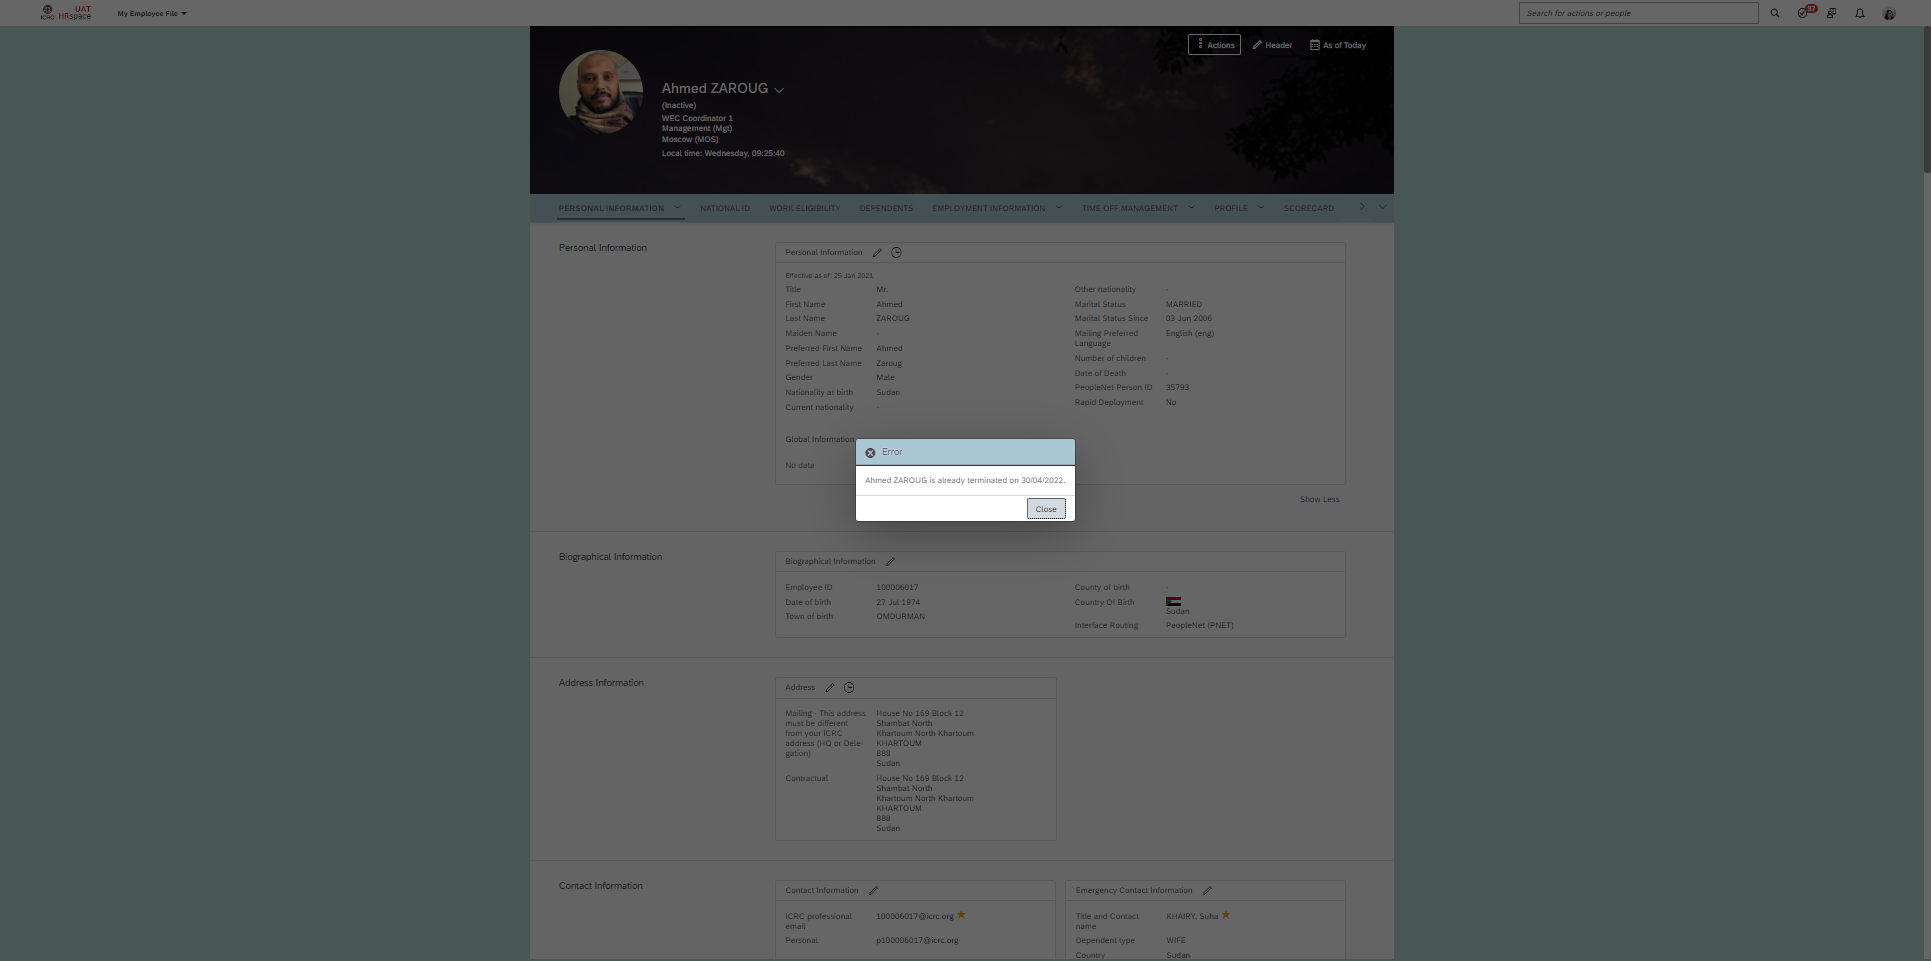 ICRC UAT HRspace My Employee File
Search for actions or people
37
Actions Header As of Today
Ahmed ZAROUG
(Inactive)
WEC Coordinator 1
Management (Mgt)
Moscow (MOS)
Local time: Wednesday, 09:25:40
PERSONAL INFORMATION NATIONAL ID WORK ELIGIBILITY DEPENDENTS EMPLOYMENT INFORMATION TIME OFF MANAGEMENT PROFILE SCORECARD
Personal Information
Personal Information
Effective as of: 25 Jan 2021
Title Mr.
First Name Ahmed
Last Name ZAROUG
Maiden Name -
Preferred First Name Ahmed
Preferred Last Name Zaroug
Gender Male
Nationality at birth Sudan
Current nationality -
Other nationality -
Marital Status MARRIED
Marital Status Since 03 Jun 2006
Mailing Preferred English (eng)
Language
Number of children -
Date of Death -
PeopleNet Person ID 35793
Rapid Deployment No
Global Information
No data
Error
Ahmed ZAROUG is already terminated on 30/04/2022.
Close
Show Less
Biographical Information
Biographical Information
Employee ID 100006017
Date of birth 27 Jul 1974
Town of birth OMDURMAN
County of birth -
Country Of Birth
Sudan
Interface Routing PeopleNet (PNET)
Address Information
Address
Mailing - This address House No 169 Block 12
must be different Shambat North
from your ICRC Khartoum North Khartoum
address (HQ or Dele- KHARTOUM
gation) 888
Sudan
Contractual House No 169 Block 12
Shambat North
Khartoum North Khartoum
KHARTOUM
888
Sudan
Contact Information
Contact Information
ICRC professional 100006017@icrc.org
email
Personal p100006017@icrc.org
Emergency Contact Information
Title and Contact KHAIRY, Suha
name
Dependent type WIFE
Country Sudan